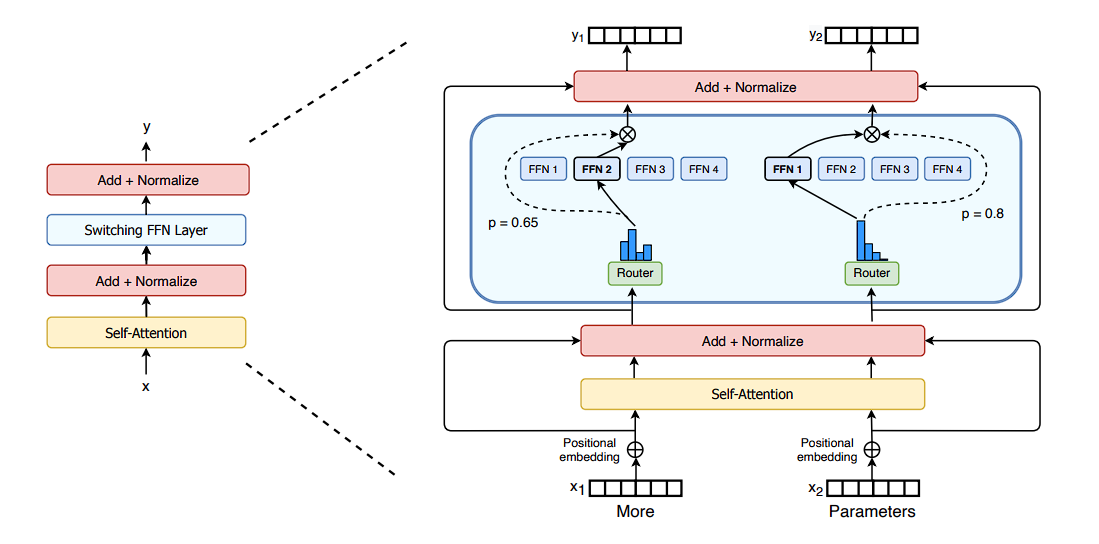 y
Add + Normalize
Switching FFN Layer
Add + Normalize
Self-Attention
x
y1 y2
Add + Normalize
FFN 1 FFN 2 FFN 3 FFN 4 FFN 1 FFN 2 FFN 3 FFN 4
p = 0.65 p = 0.8
Router Router
Add + Normalize
Self-Attention
Positional embedding Positional embedding
x1 x2
More Parameters